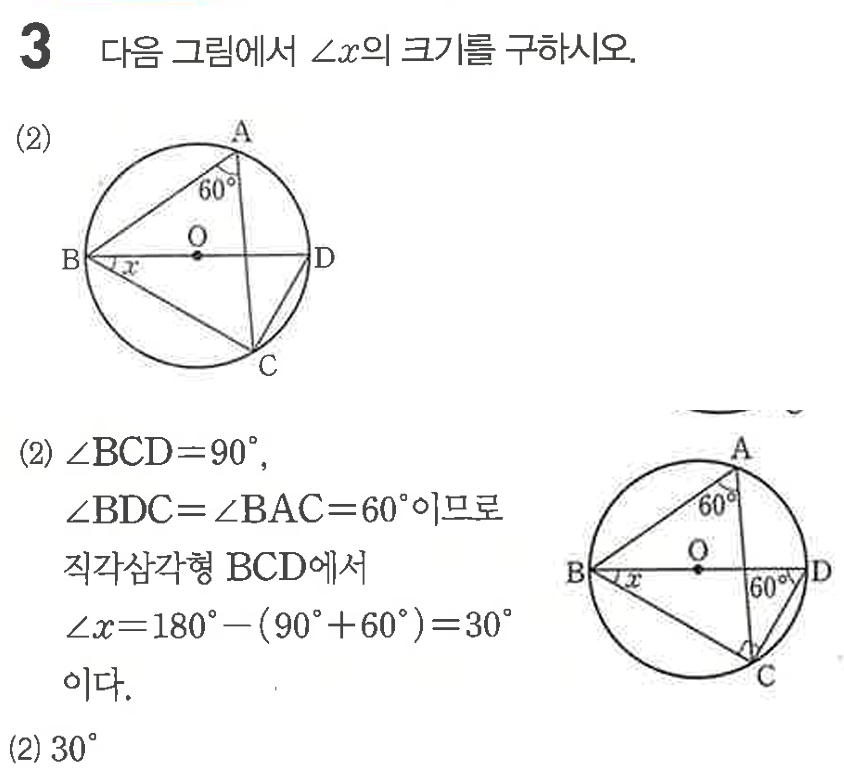 3 다음 그림에서 ∠x의 크기를 구하시오.
(2)
A
60°
O
B
x
D
C
(2) ∠BCD=90°,
∠BDC=∠BAC=60°이므로
직각삼각형 BCD에서
∠x=180°-(90°+60°)=30°
이다.
A
60°
O
B
x
60°
D
C
(2) 30°